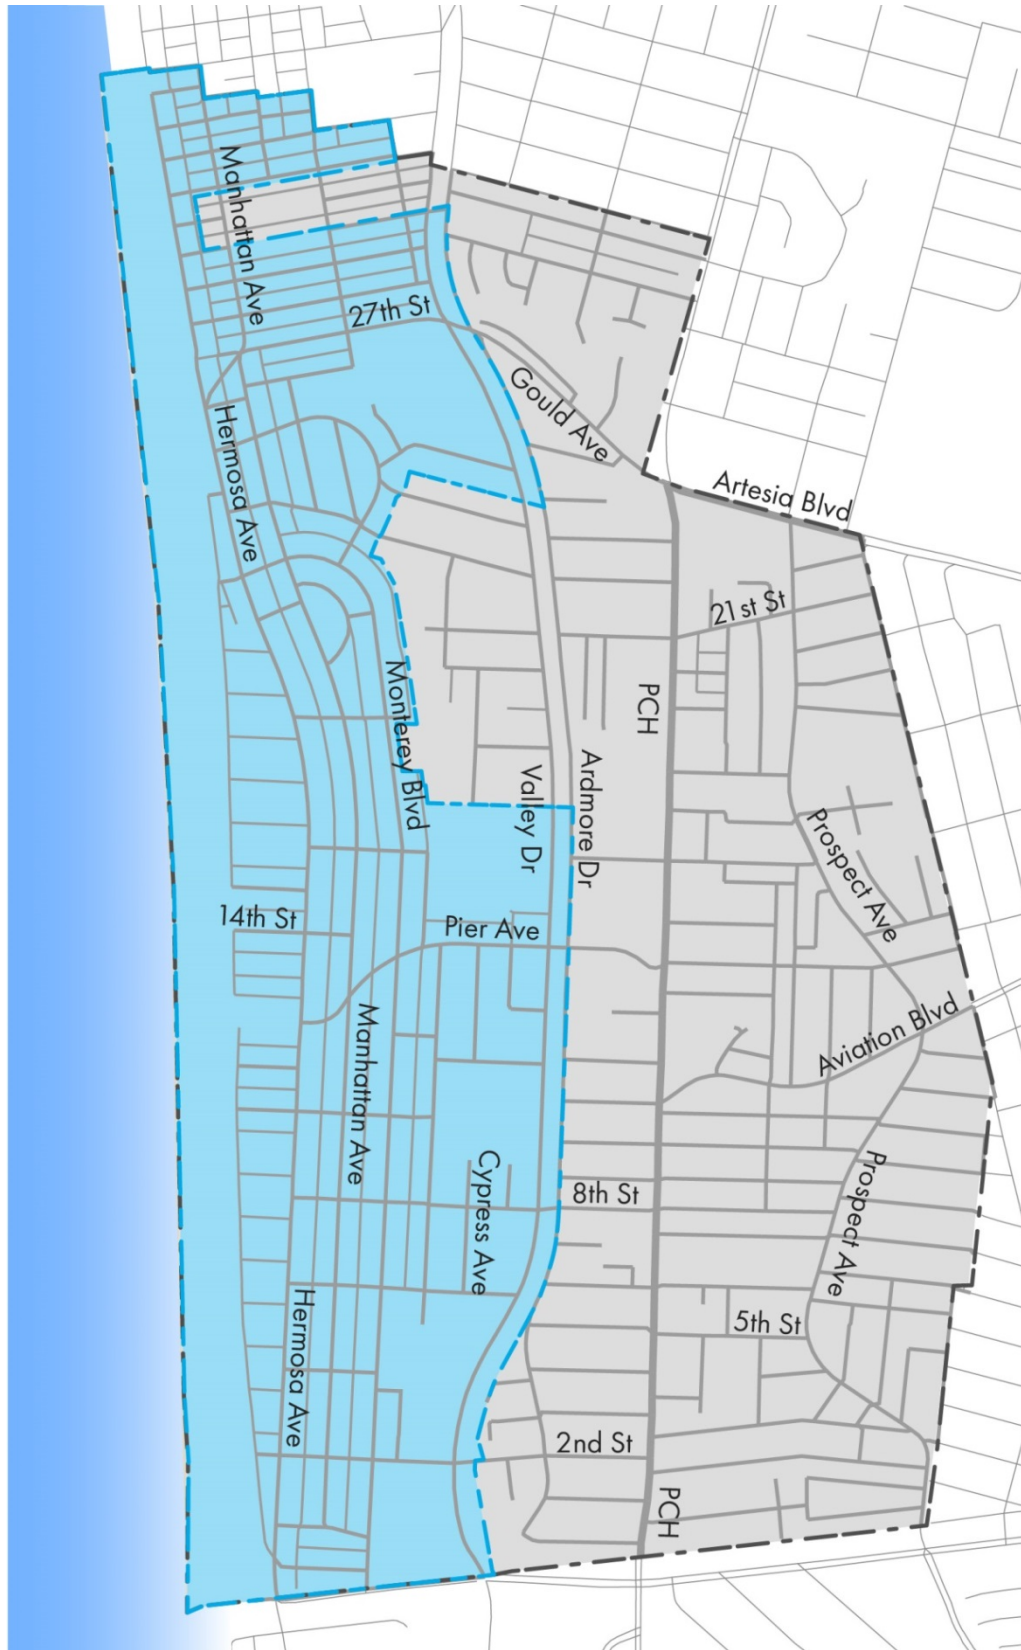 Manhattan Ave
27th St
Gould Ave
Hermosa Ave
Artesia Blvd
21st St
Monterey Blvd
PCH
Valley Dr
Ardmore Dr
Prospect Ave
14th St
Pier Ave
Manhattan Ave
Aviation Blvd
Cypress Ave
8th St
Prospect Ave
Hermosa Ave
5th St
2nd St
PCH